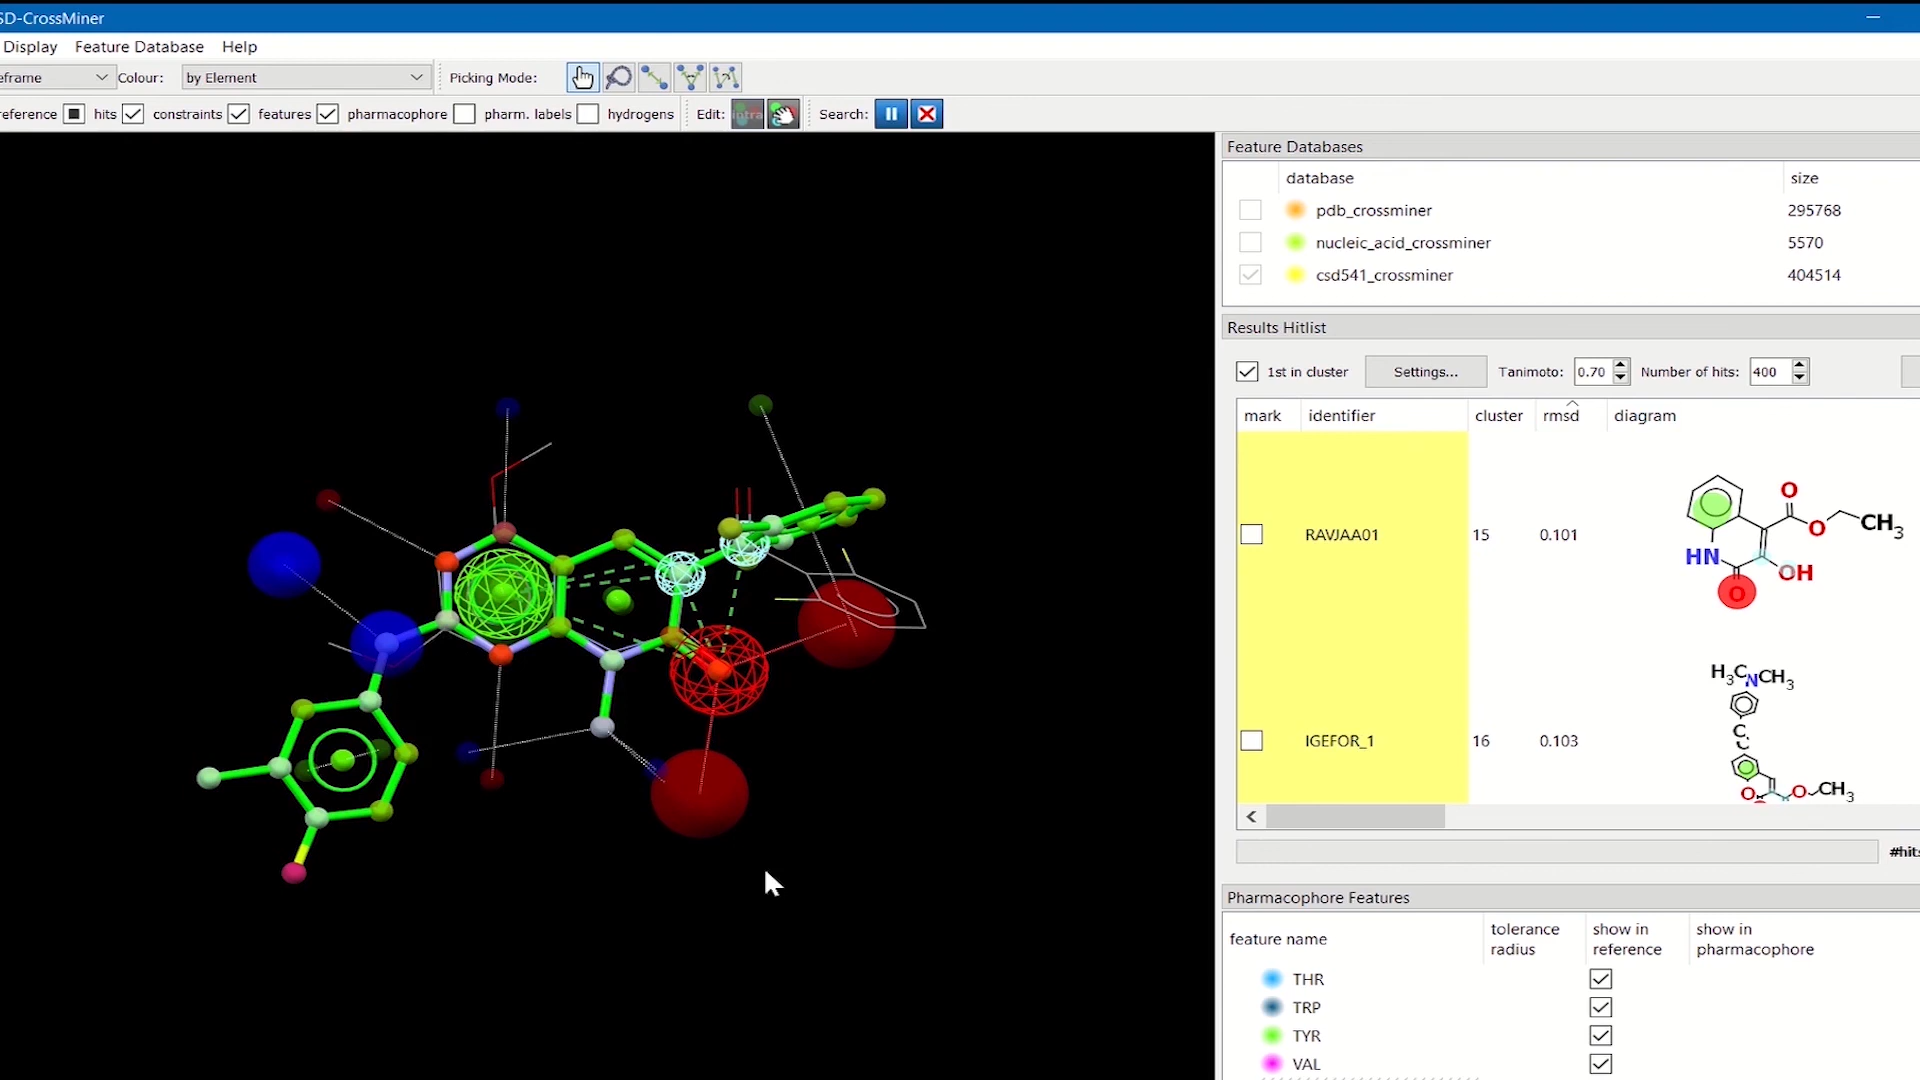 SD-CrossMiner
Display Feature Database Help
eframe Colour: by Element Picking Mode:
reference hits constraints features pharmacophore pharm. labels hydrogens Edit: intra Search:
Feature Databases
database size
pdb_crossminer 295768
nucleic_acid_crossminer 5570
csd541_crossminer 404514
Results Hitlist
1st in cluster Settings... Tanimoto: 0.70 Number of hits: 400
mark identifier cluster rmsd diagram
RAVJAA01 15 0.101
O
O CH3
HN
OH
O
IGEFOR_1 16 0.103
H3C N CH3
C
C
O O CH3
#hits
Pharmacophore Features
feature name tolerance radius show in reference show in pharmacophore
THR
TRP
TYR
VAL